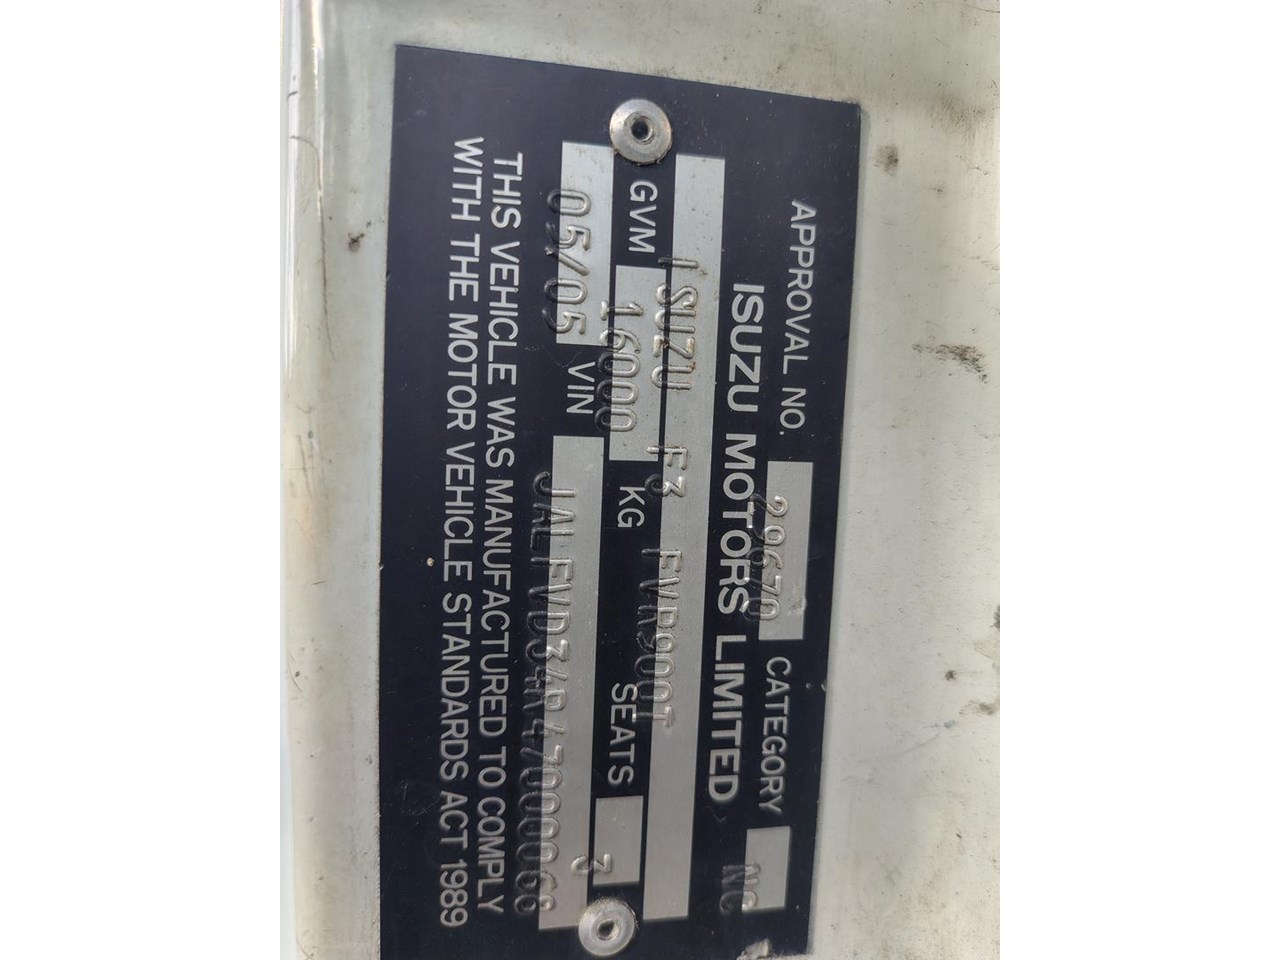 APPROVAL NO. 29670 CATEGORY NC
ISUZU MOTORS LIMITED
ISUZU F3 FVR900T
GVM 16000 KG SEATS 3
05/05 VIN JALFVD34R47000068
THIS VEHICLE WAS MANUFACTURED TO COMPLY
WITH THE MOTOR VEHICLE STANDARDS ACT 1989